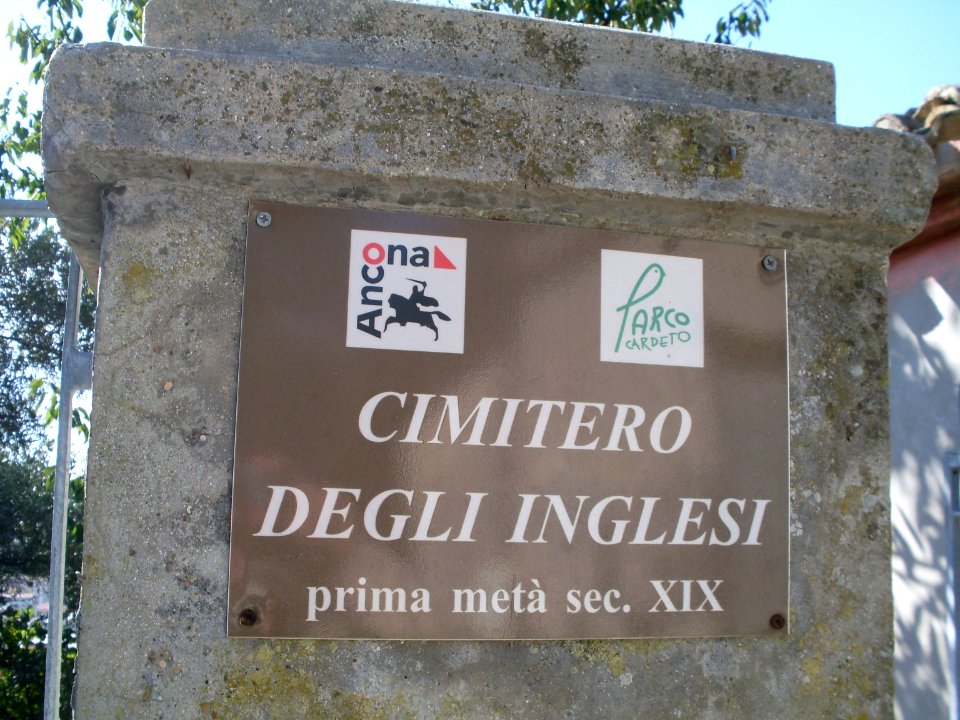 Ancona
PARCO
CARDETO
CIMITERO
DEGLI INGLESI
prima metà sec. XIX